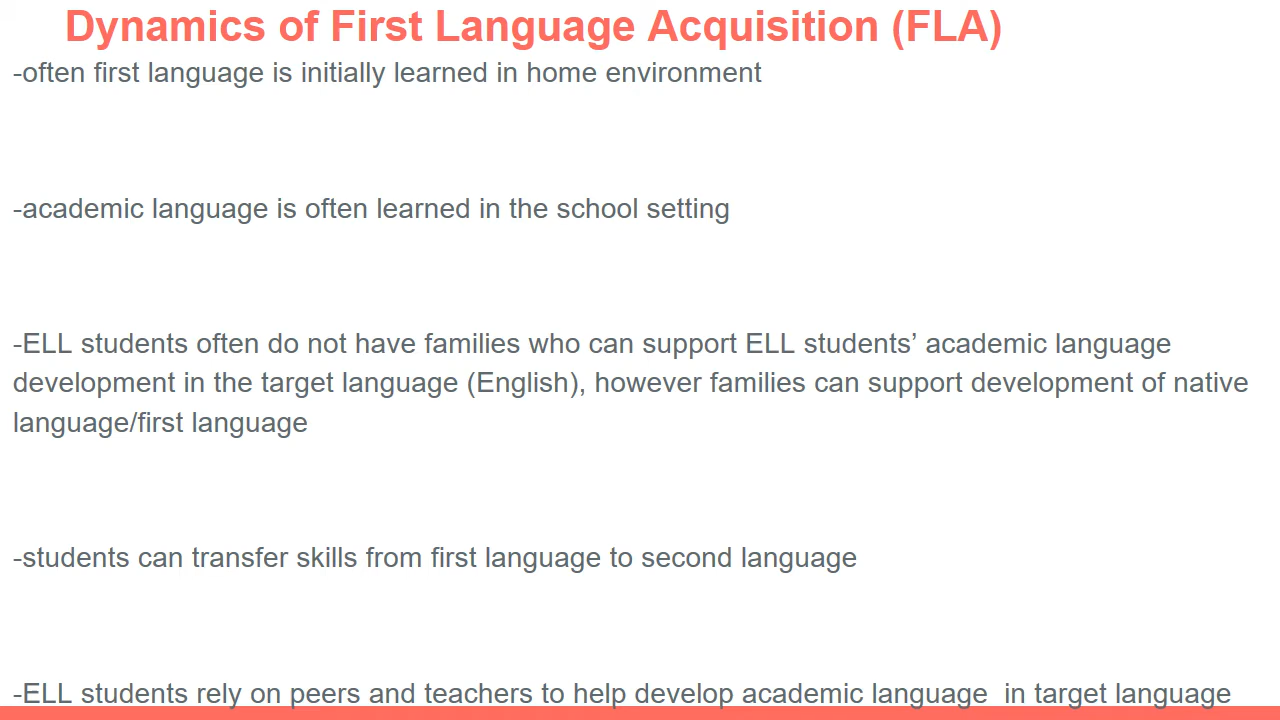 Dynamics of First Language Acquisition (FLA)
-often first language is initially learned in home environment
-academic language is often learned in the school setting
-ELL students often do not have families who can support ELL students’ academic language
development in the target language (English), however families can support development of native
language/first language
-students can transfer skills from first language to second language
-ELL students rely on peers and teachers to help develop academic language  in target language